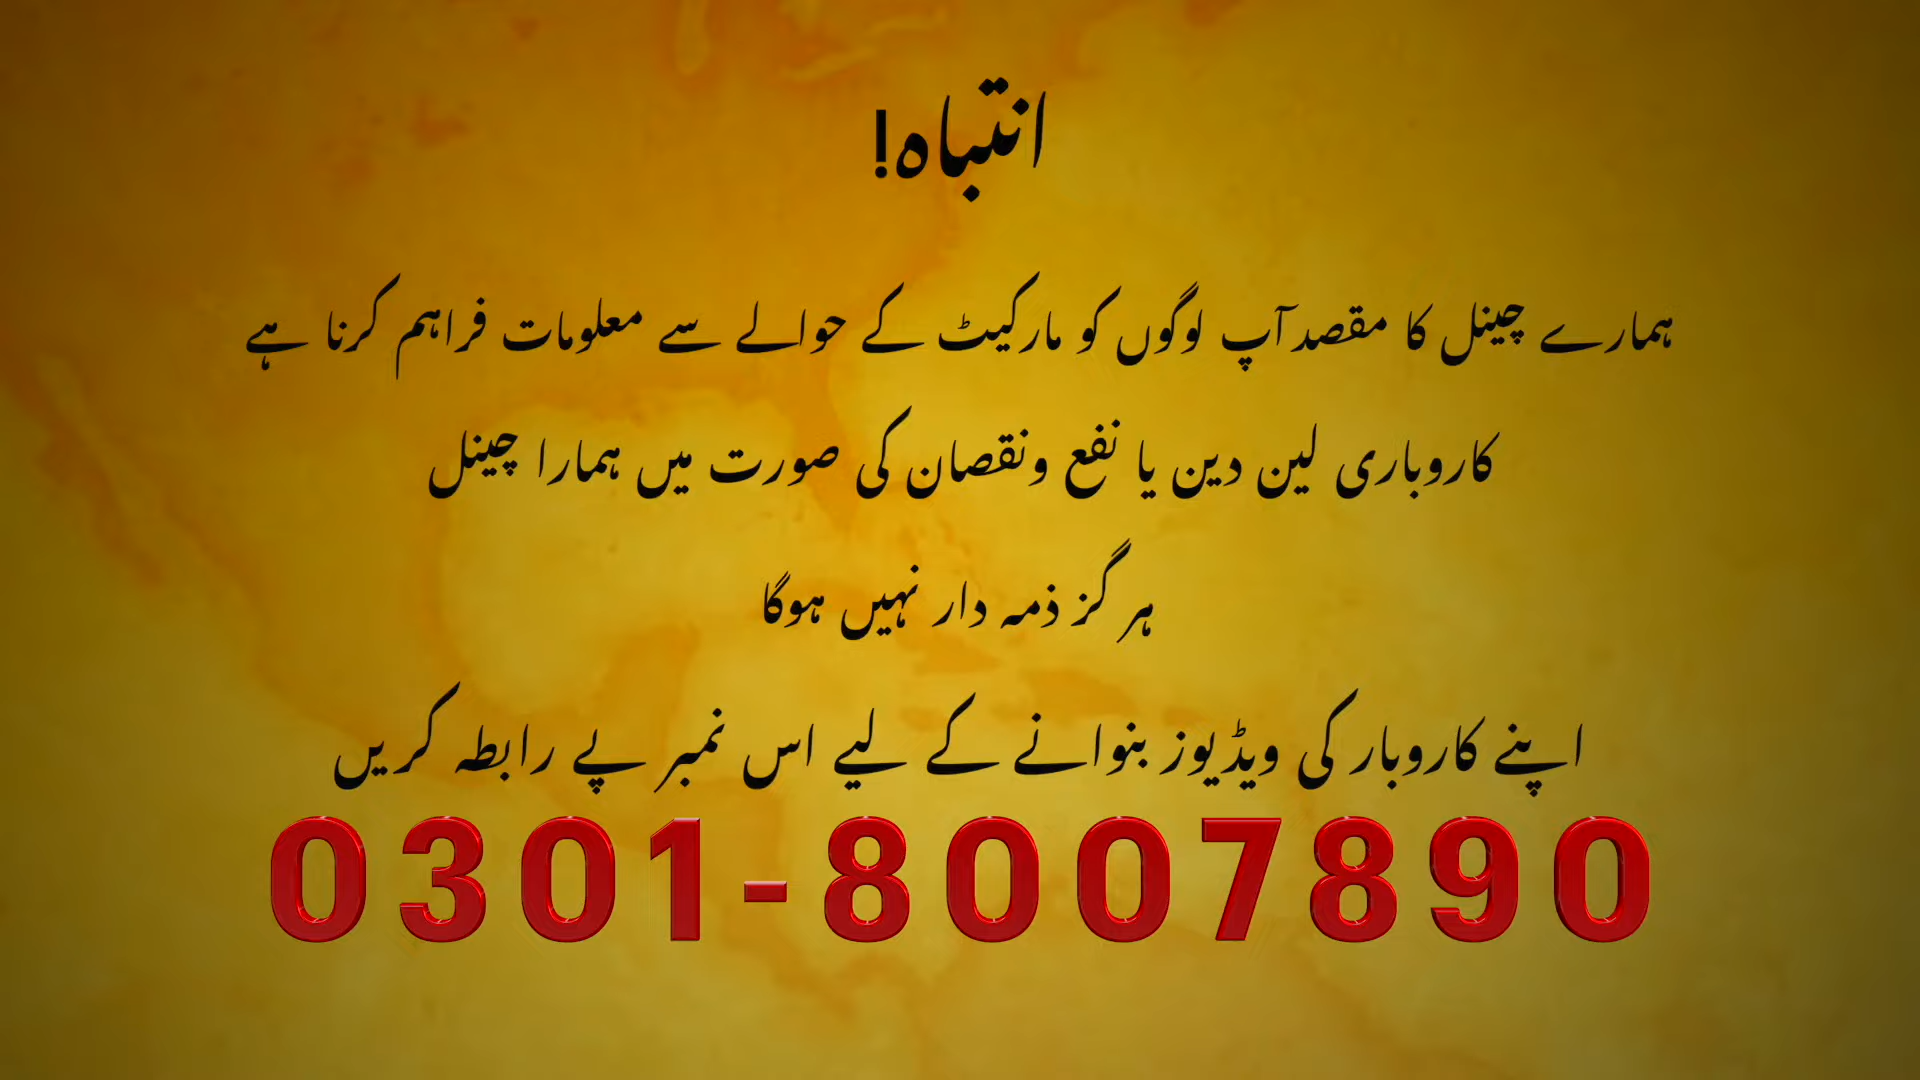 انتباہ!
ہمارے چینل کا مقصد آپ لوگوں کو مارکیٹ کے حوالے سے معلومات فراہم کرنا ہے
کاروباری لین دین یا نفع ونقصان کی صورت میں ہمارا چینل
ہر گز ذمہ دار نہیں ہوگا
اپنے کاروبار کی ویڈیوز بنوانے کے لیے اس نمبر پے رابطہ کریں
0301-8007890